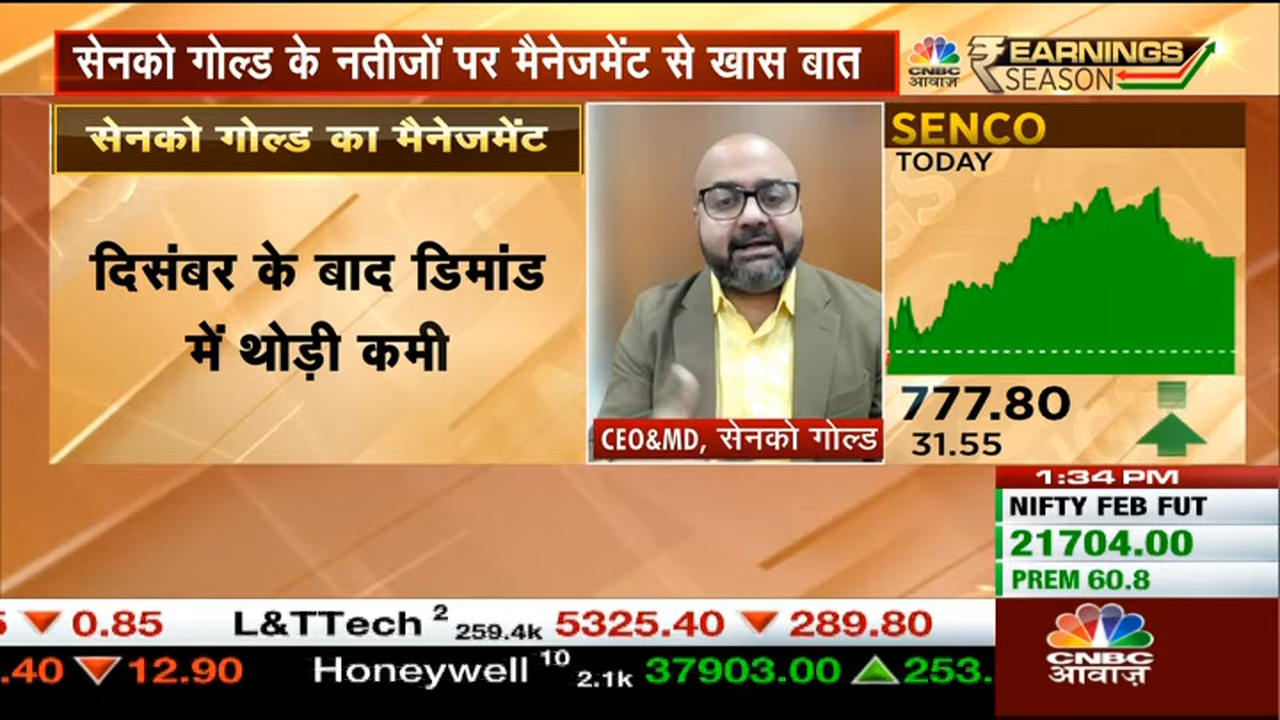 सेनको गोल्ड के नतीजों पर मैनेजमेंट से खास बात
CNBC
आवाज़
₹ EARNINGS
SEASON
सेनको गोल्ड का मैनेजमेंट
दिसंबर के बाद डिमांड
में थोड़ी कमी
CEO&MD, सेनको गोल्ड
SENCO
TODAY
777.80
31.55
1:34 PM
NIFTY FEB FUT
21704.00
PREM 60.8
5 0.85 L&TTech 2 259.4k 5325.40 289.80
.40 12.90 Honeywell 10 2.1k 37903.00 253.
CNBC
आवाज़